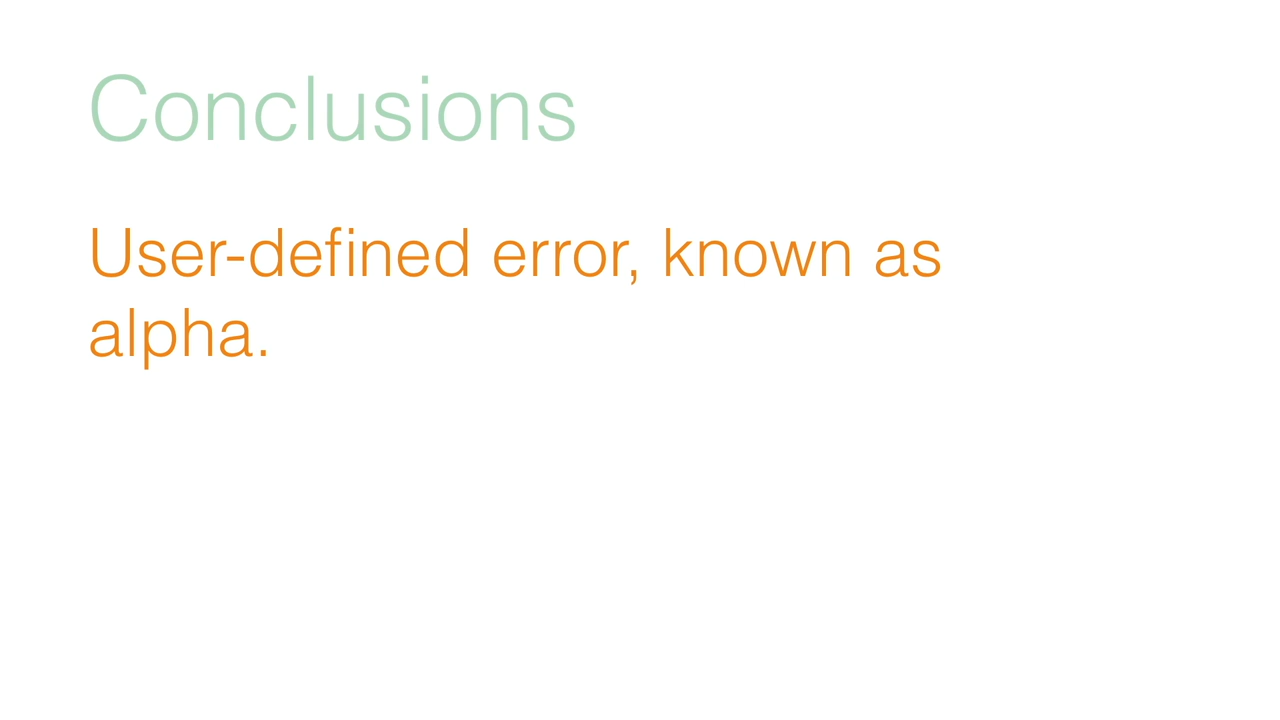 Conclusions
User-defined error, known as
alpha.